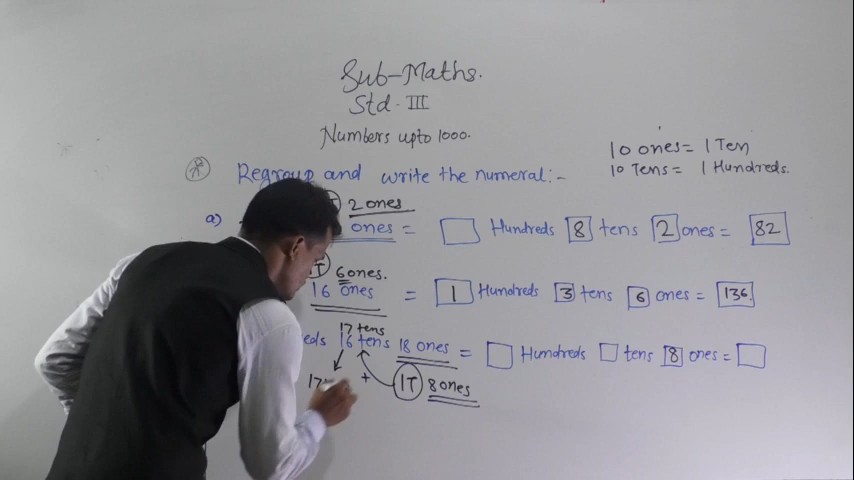 Sub-Maths.
Std. III
Numbers upto 1000.
10 ones = 1 Ten
10 Tens = 1 Hundreds.
Regroup and write the numeral:-
2 ones
a) ones = Hundreds 8 tens 2 ones = 82
T 6 ones.
16 ones = 1 Hundreds 3 tens 6 ones = 136
17 tens
eds 16 tens 18 ones = Hundreds tens 8 ones =
17 + 1T 8 ones